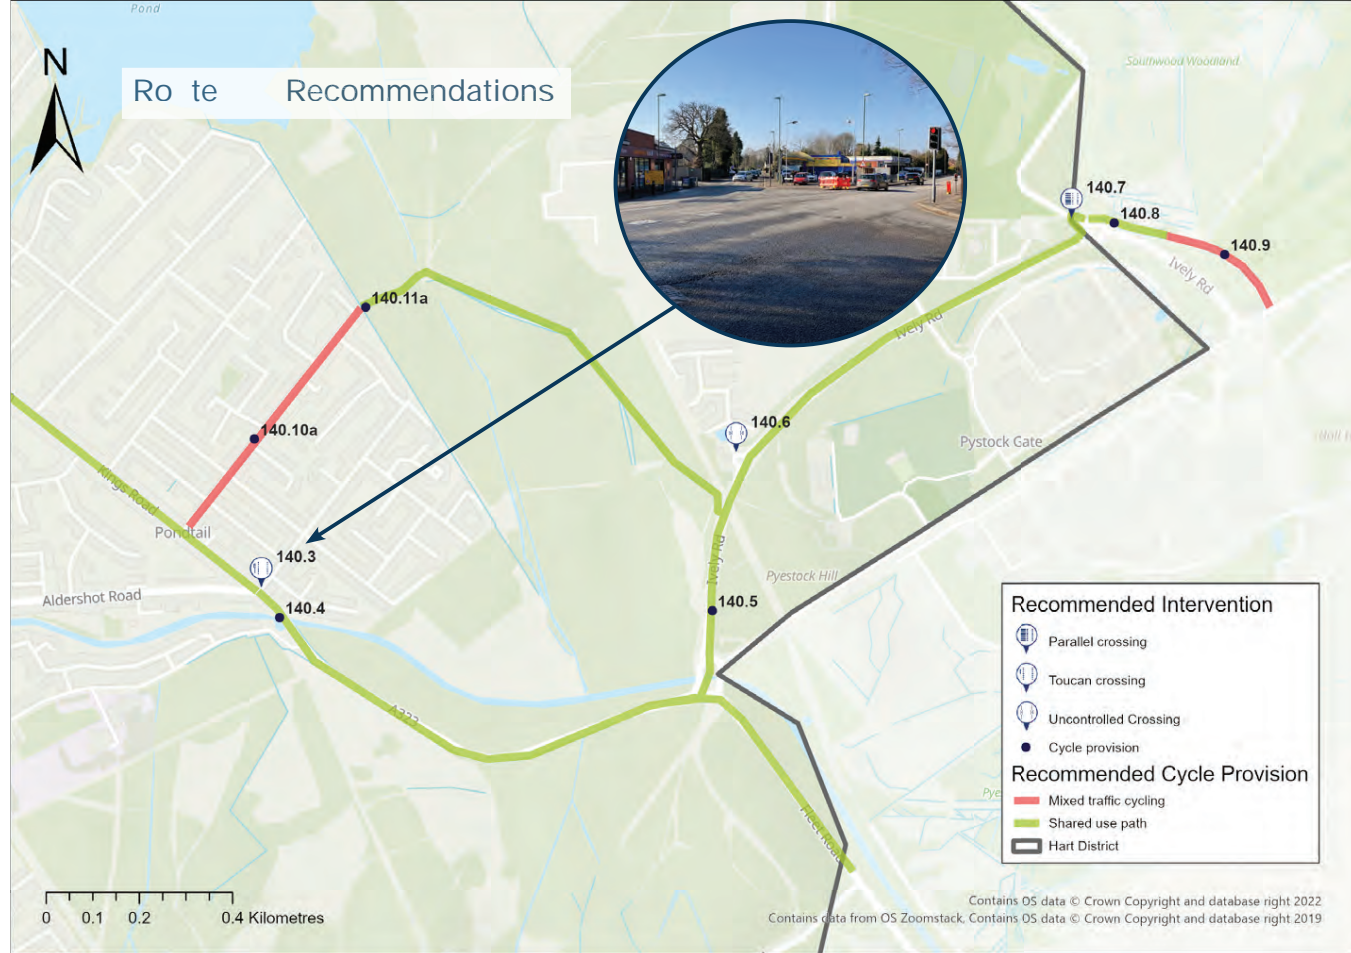 Pond
Southwood Woodland
N
Ro te Recommendations
140.7
140.8
140.9
Ively Rd
140.11a
Ively Rd
140.6
140.10a
Pystock Gate
Kings Road
Pondtail
140.3
Ively Rd
Pyestock Hill
Aldershot Road
140.4
140.5
A323
Fleet Road
Recommended Intervention
Parallel crossing
Toucan crossing
Uncontrolled Crossing
Cycle provision
Recommended Cycle Provision
Mixed traffic cycling
Shared use path
Hart District
0 0.1 0.2 0.4 Kilometres
Contains OS data © Crown Copyright and database right 2022
Contains data from OS Zoomstack, Contains OS data © Crown Copyright and database right 2019